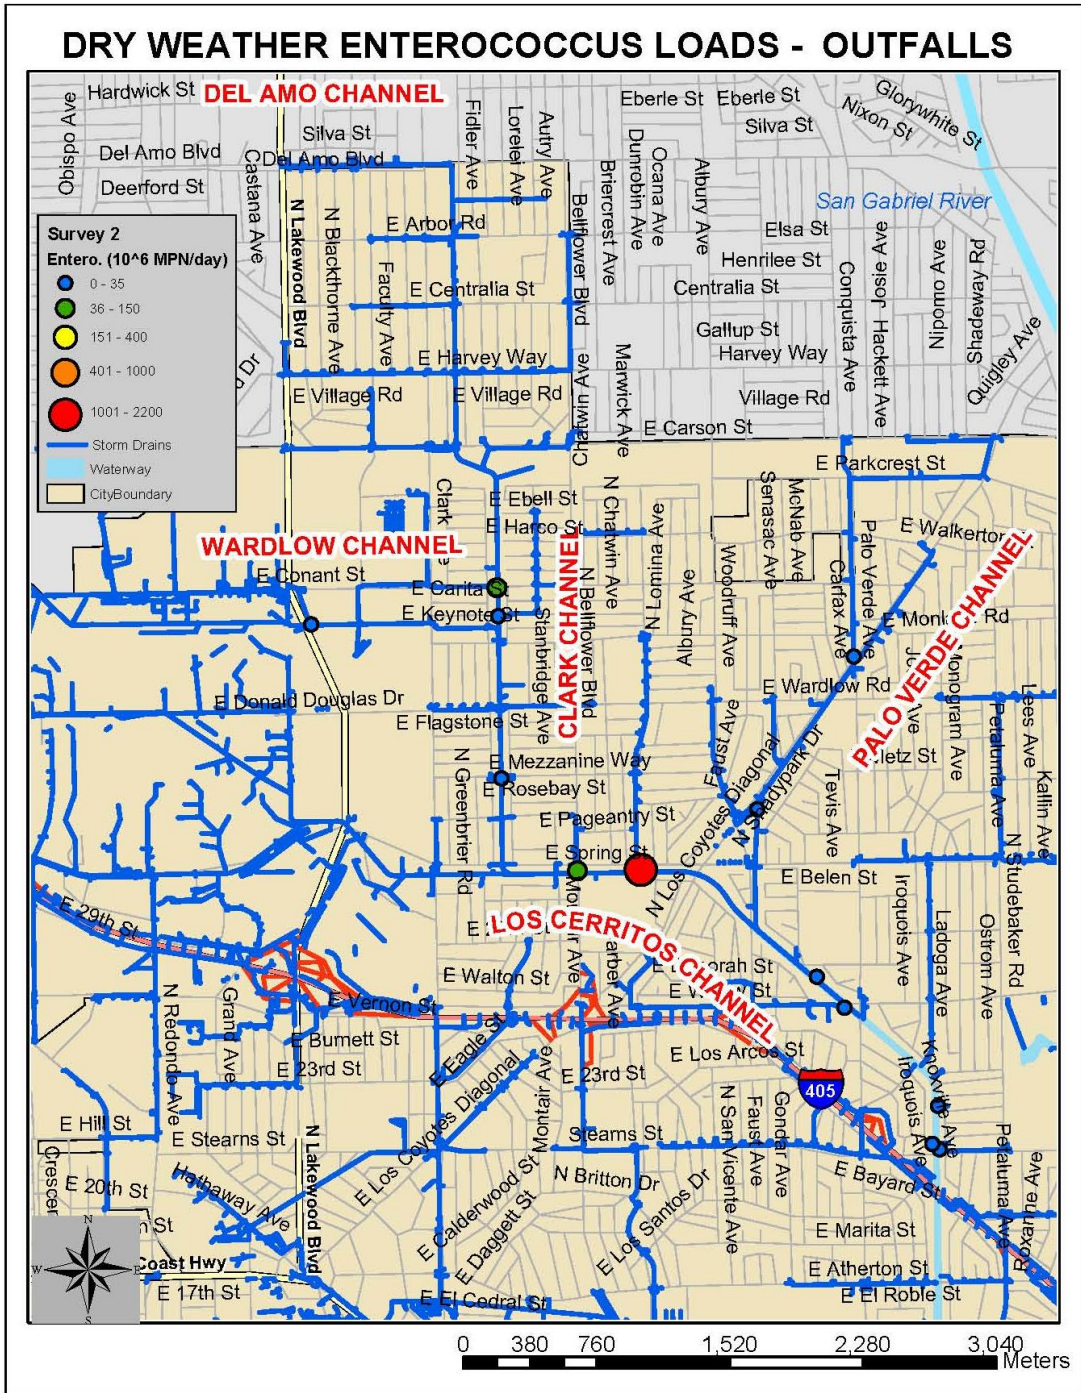 DRY WEATHER ENTEROCOCCUS LOADS - OUTFALLS
Hardwick St
DEL AMO CHANNEL
Obispo Ave
Silva St
Del Amo Blvd
Del Amo Blvd
Deerford St
Castana Ave
Fidler Ave
Lorelei Ave
Autry Ave
Eberle St
Eberle St
Silva St
Glorywhite St
Nixon St
Dunrobin Ave
Ocana Ave
Briercrest Ave
Albury Ave
San Gabriel River
Survey 2
Entero. (10^6 MPN/day)
0 - 35
36 - 150
151 - 400
401 - 1000
1001 - 2200
Storm Drains
Waterway
CityBoundary
N Lakewood Blvd
N Blackthorne Ave
Faculty Ave
E Arbor Rd
E Centralia St
Bellflower Blvd
E Harvey Way
E Village Rd
E Village Rd
Elsa St
Henrilee St
Centralia St
Gallup St
Harvey Way
Village Rd
Conquista Ave
Hackett Ave
Josie Ave
Nipomo Ave
Shadeway Rd
Quigley Ave
Marwick Ave
Chatwin Ave
E Carson St
d Dr
E Parkcrest St
Clark
E Ebell St
E Harco St
N Chatwin Ave
N Lomina Ave
Senasac Ave
McNab Ave
Palo Verde Ave
E Walkerton
WARDLOW CHANNEL
CLARK CHANNEL
PALO VERDE CHANNEL
E Conant St
E Carita St
E Keynote St
Stanbridge Ave
N Bellflower Blvd
Albury Ave
Woodruff Ave
Carfax Ave
Rd
Monogram Ave
E Wardlow Rd
E Donald Douglas Dr
E Flagstone St
E Mezzanine Way
E Rosebay St
N Greenbrier Rd
E Pageantry St
E Spring St
Faust Ave
N Los Coyotes Diagonal
N Shadypark Dr
Tevis Ave
Ave
Petaluma Ave
Lees Ave
Kallin Ave
N Studebaker Rd
E Belen St
Iroquois Ave
Ladoga Ave
Ostrom Ave
E 29th St
LOS CERRITOS CHANNEL
E Walton St
E Vernon St
N Redondo Ave
Grand Ave
E Burnett St
E 23rd St
E Eagle St
E Los Coyotes Diagonal
Montair Ave
E 23rd St
E Los Arcos St
405
Iroquois Ave
Knoxville Ave
E Hill St
E Stearns St
Stearns St
N San Vicente Ave
Faust Ave
Gondar Ave
E Bayard St
Petaluma Ave
Roxanne Ave
Crescen
E 20th St
Hathaway Ave
N Lakewood Blvd
E Calderwood St
E Daggett St
N Britton Dr
E Los Santos Dr
E Marita St
E Atherton St
E El Roble St
Coast Hwy
E 17th St
E El Cedral St
N
W
E
S
0
380
760
1,520
2,280
3,040
Meters